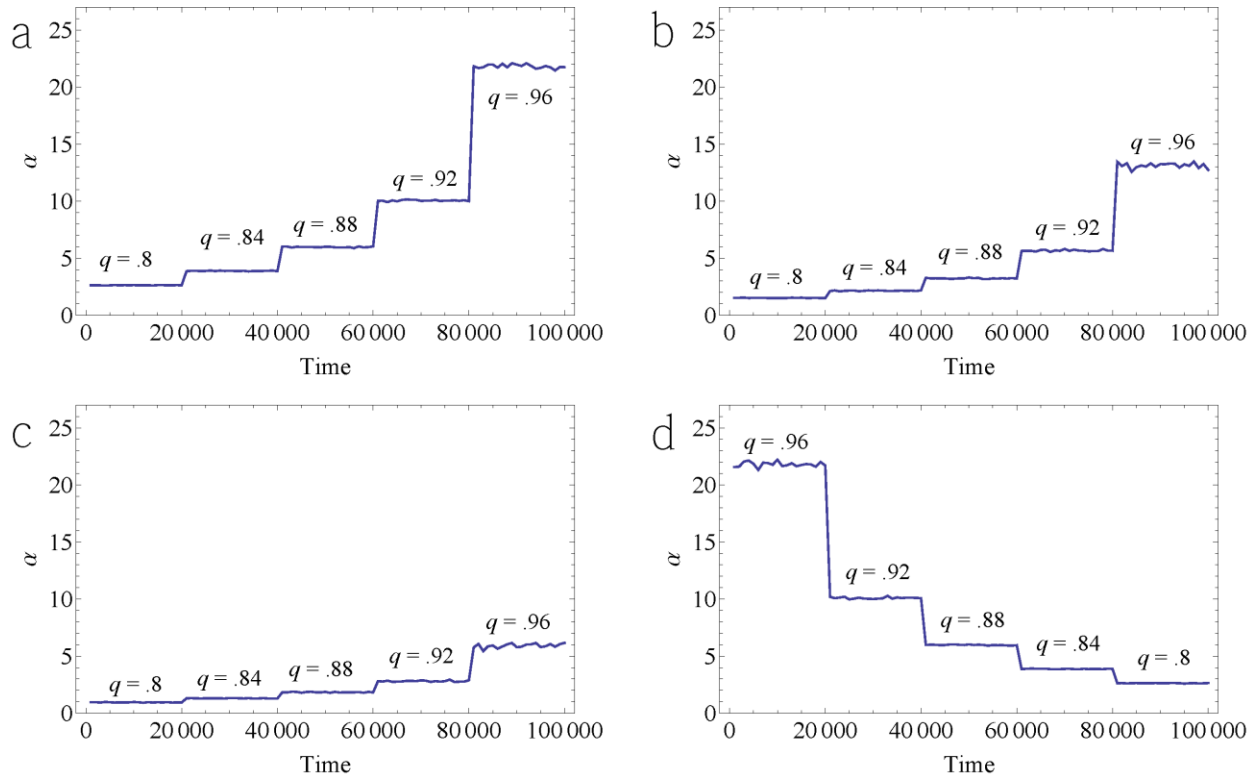 a
25
20
15
10
5
0
α
q = .8
q = .84
q = .88
q = .92
q = .96
0 20 000 40 000 60 000 80 000 100 000
Time
b
25
20
15
10
5
0
α
q = .8
q = .84
q = .88
q = .92
q = .96
0 20 000 40 000 60 000 80 000 100 000
Time
c
25
20
15
10
5
0
α
q = .8
q = .84
q = .88
q = .92
q = .96
0 20 000 40 000 60 000 80 000 100 000
Time
d
25
20
15
10
5
0
α
q = .96
q = .92
q = .88
q = .84
q = .8
0 20 000 40 000 60 000 80 000 100 000
Time